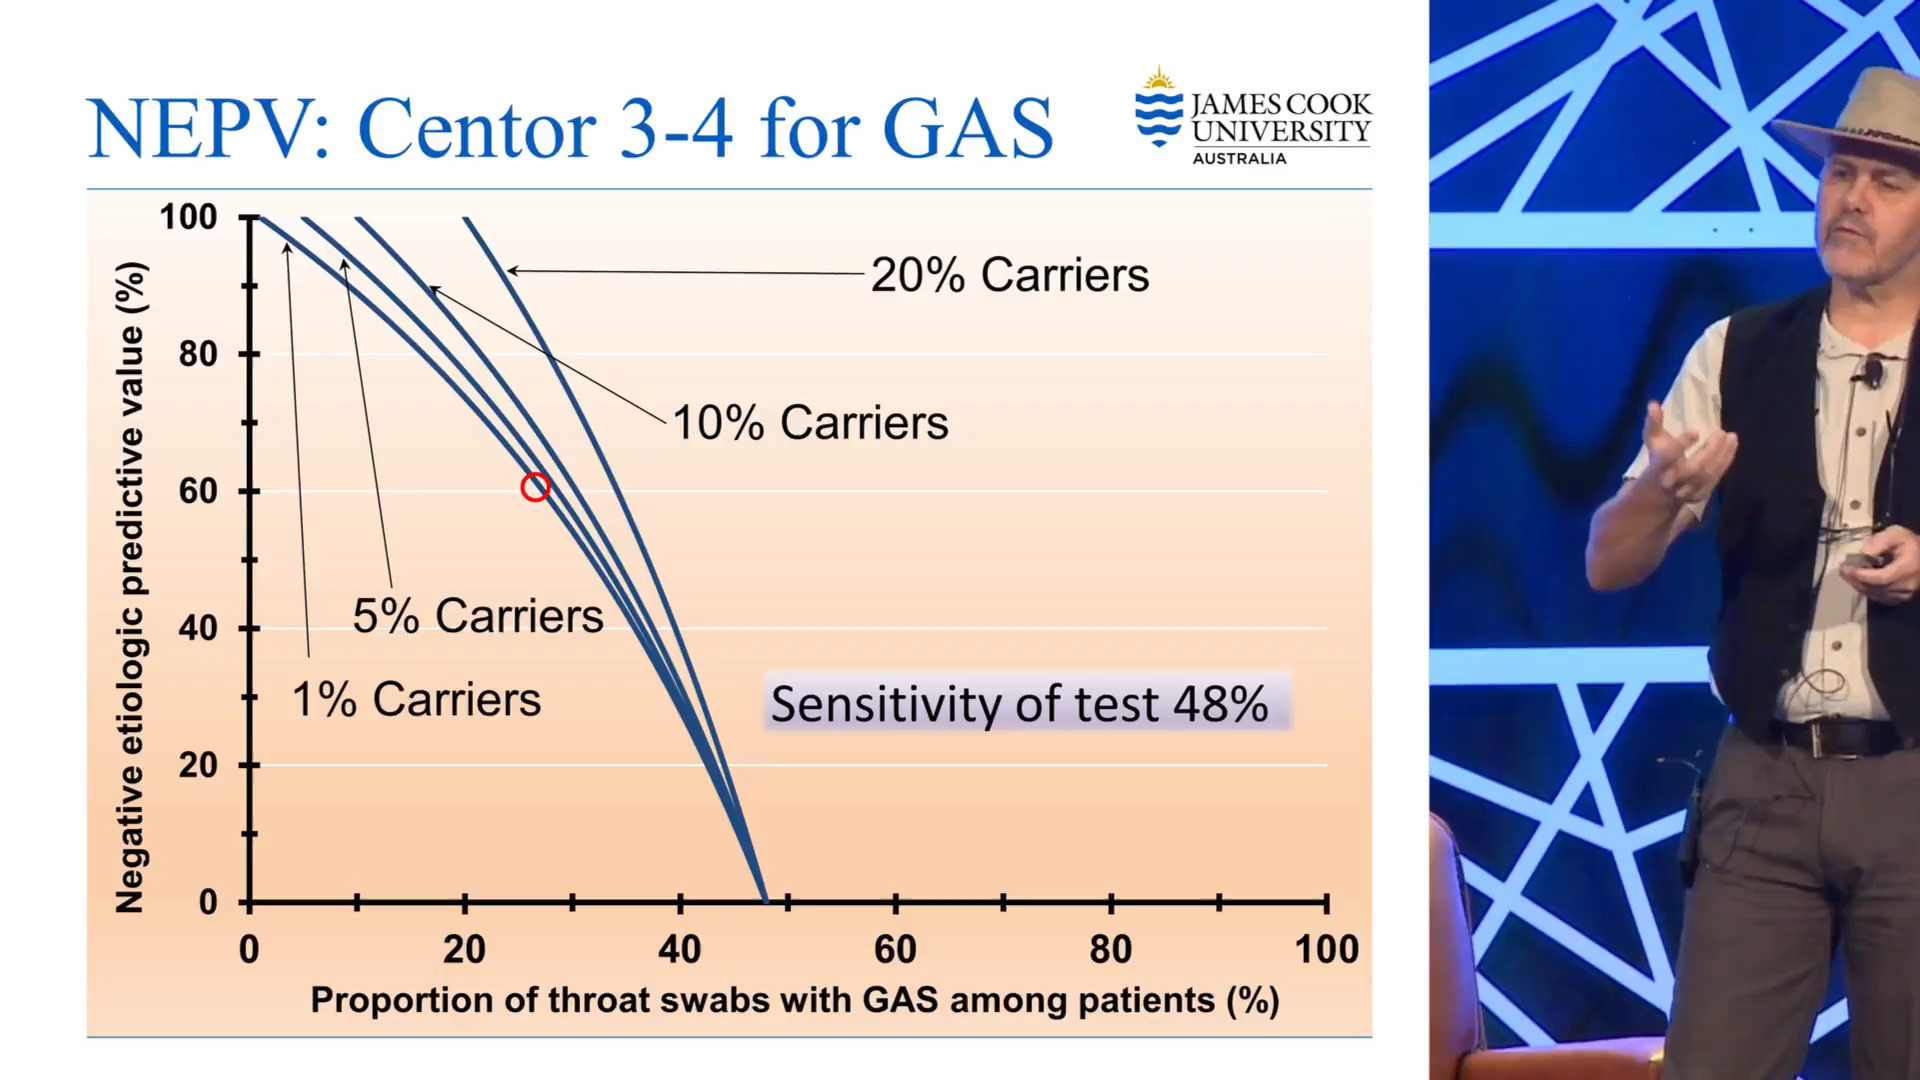 NEPV: Centor 3-4 for GAS
JAMES COOK
UNIVERSITY
AUSTRALIA
Negative etiologic predictive value (%)
100
80
60
40
20
0
20% Carriers
10% Carriers
5% Carriers
1% Carriers
Sensitivity of test 48%
0 20 40 60 80 100
Proportion of throat swabs with GAS among patients (%)